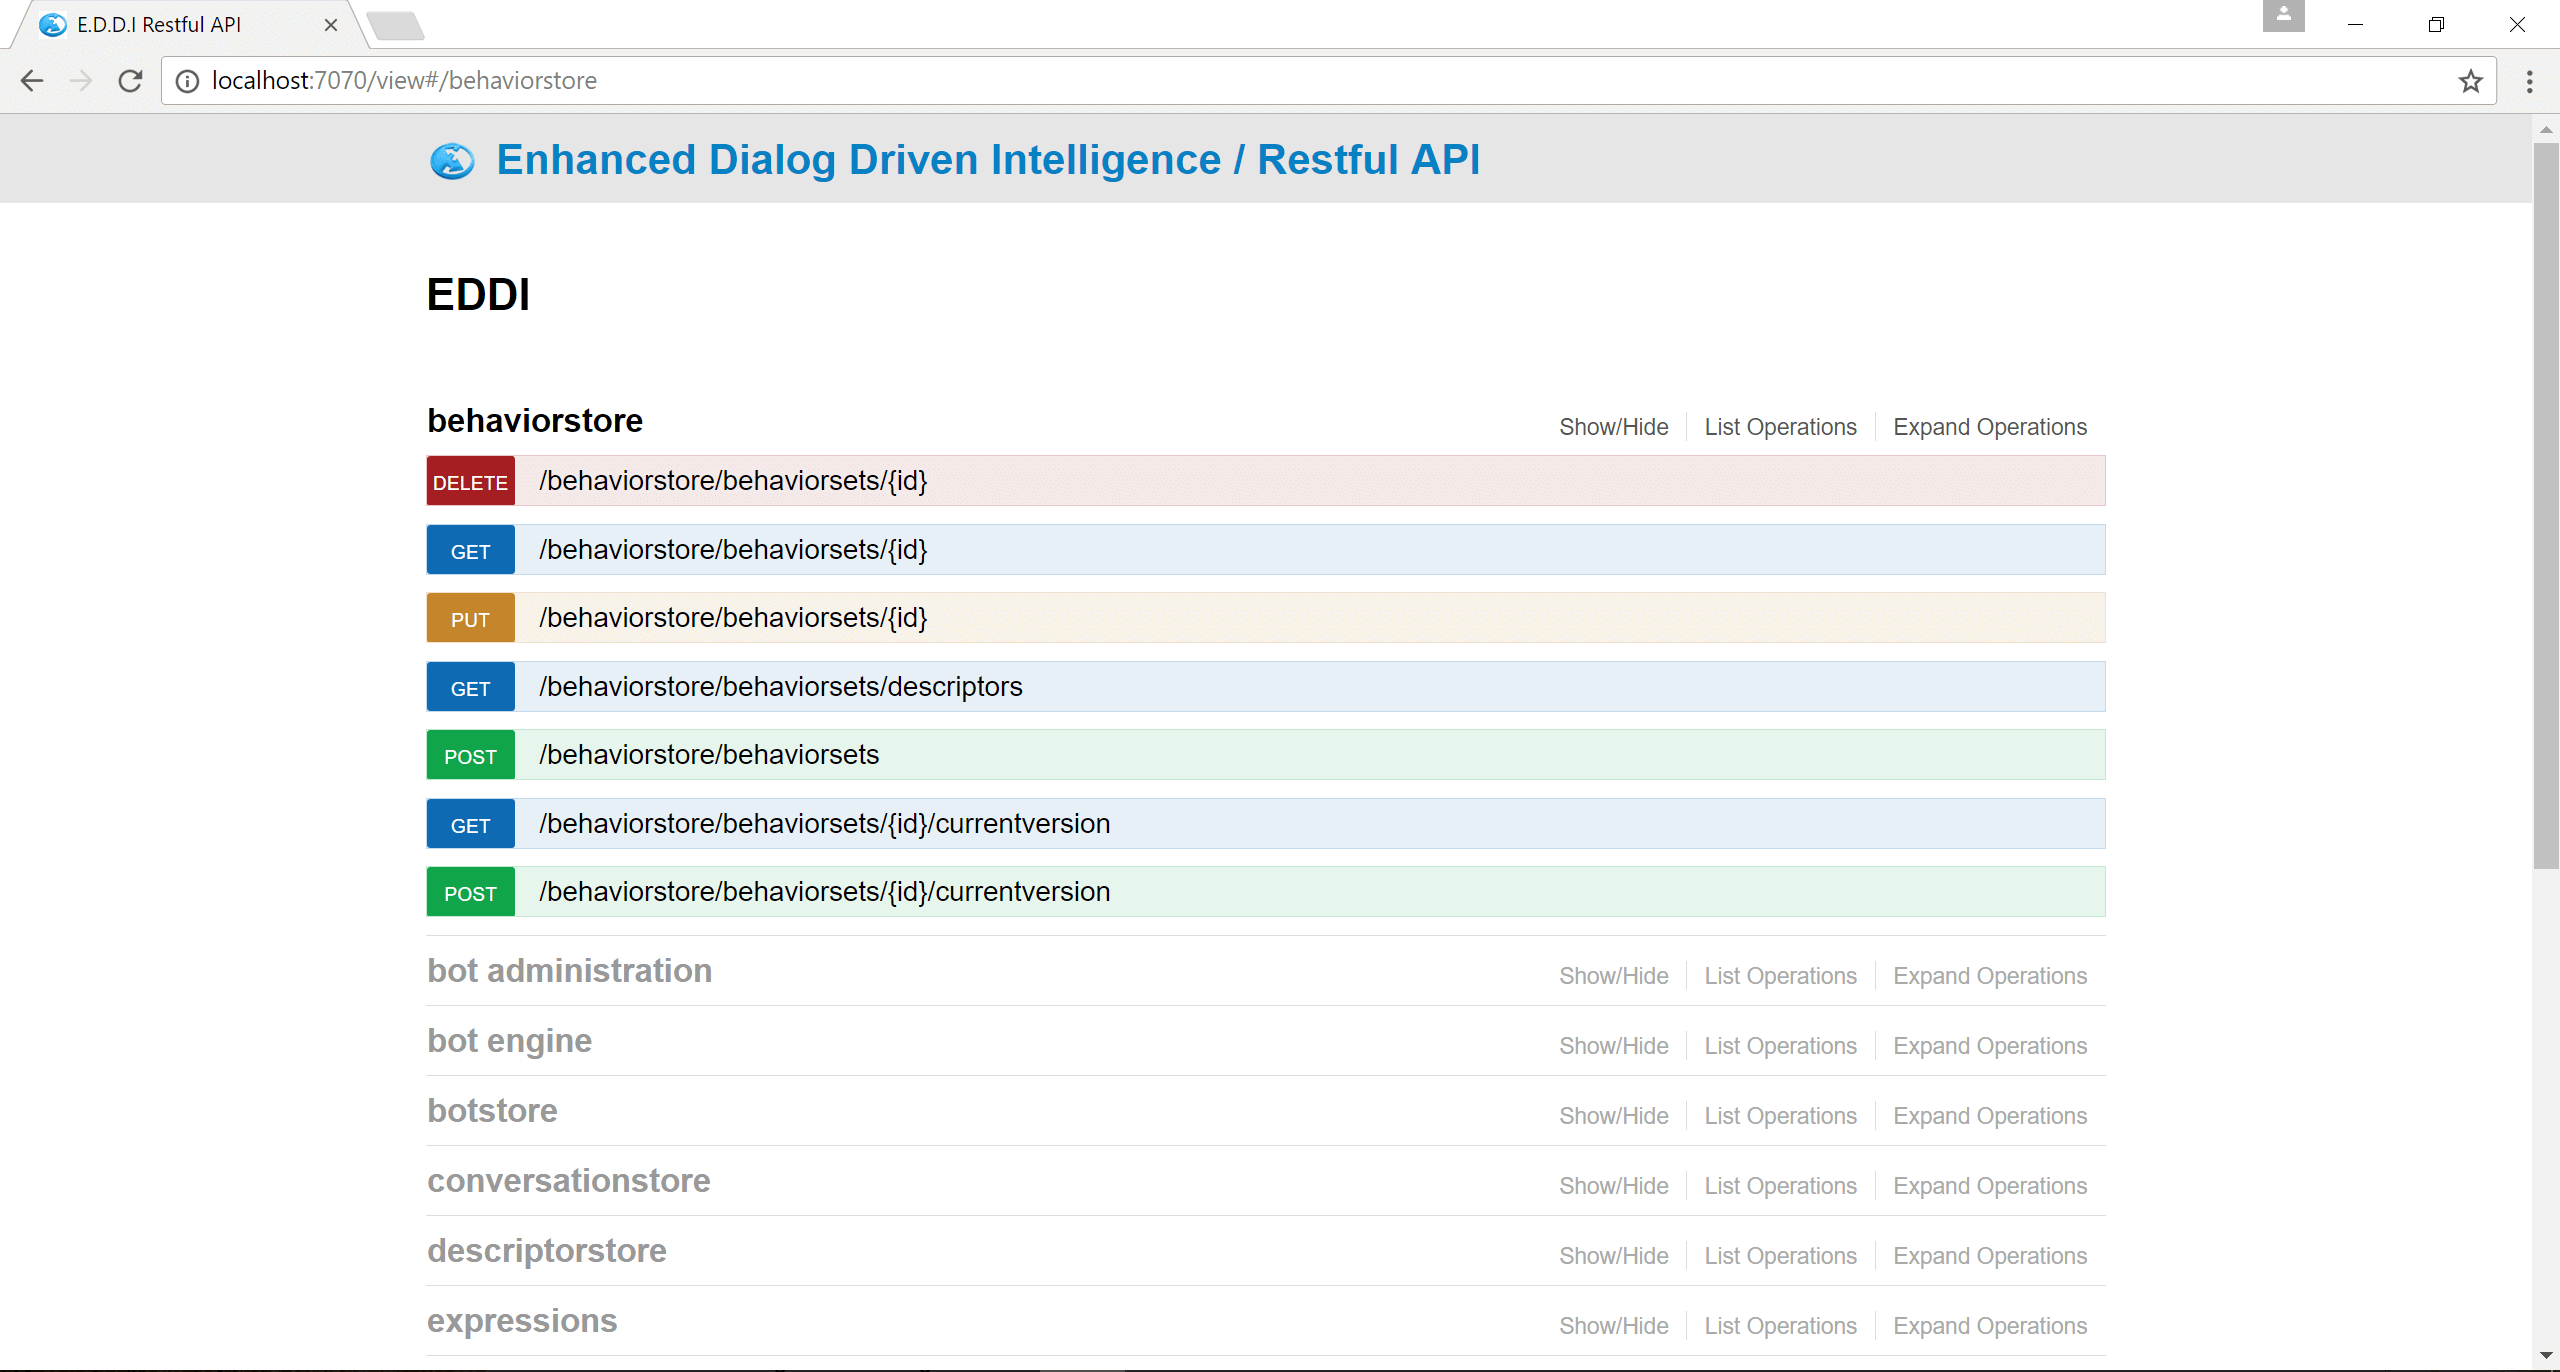 E.D.D.I Restful API
localhost:7070/view#/behaviorstore
Enhanced Dialog Driven Intelligence / Restful API
EDDI
behaviorstore Show/Hide List Operations Expand Operations
DELETE /behaviorstore/behaviorsets/{id}
GET /behaviorstore/behaviorsets/{id}
PUT /behaviorstore/behaviorsets/{id}
GET /behaviorstore/behaviorsets/descriptors
POST /behaviorstore/behaviorsets
GET /behaviorstore/behaviorsets/{id}/currentversion
POST /behaviorstore/behaviorsets/{id}/currentversion
bot administration Show/Hide List Operations Expand Operations
bot engine Show/Hide List Operations Expand Operations
botstore Show/Hide List Operations Expand Operations
conversationstore Show/Hide List Operations Expand Operations
descriptorstore Show/Hide List Operations Expand Operations
expressions Show/Hide List Operations Expand Operations